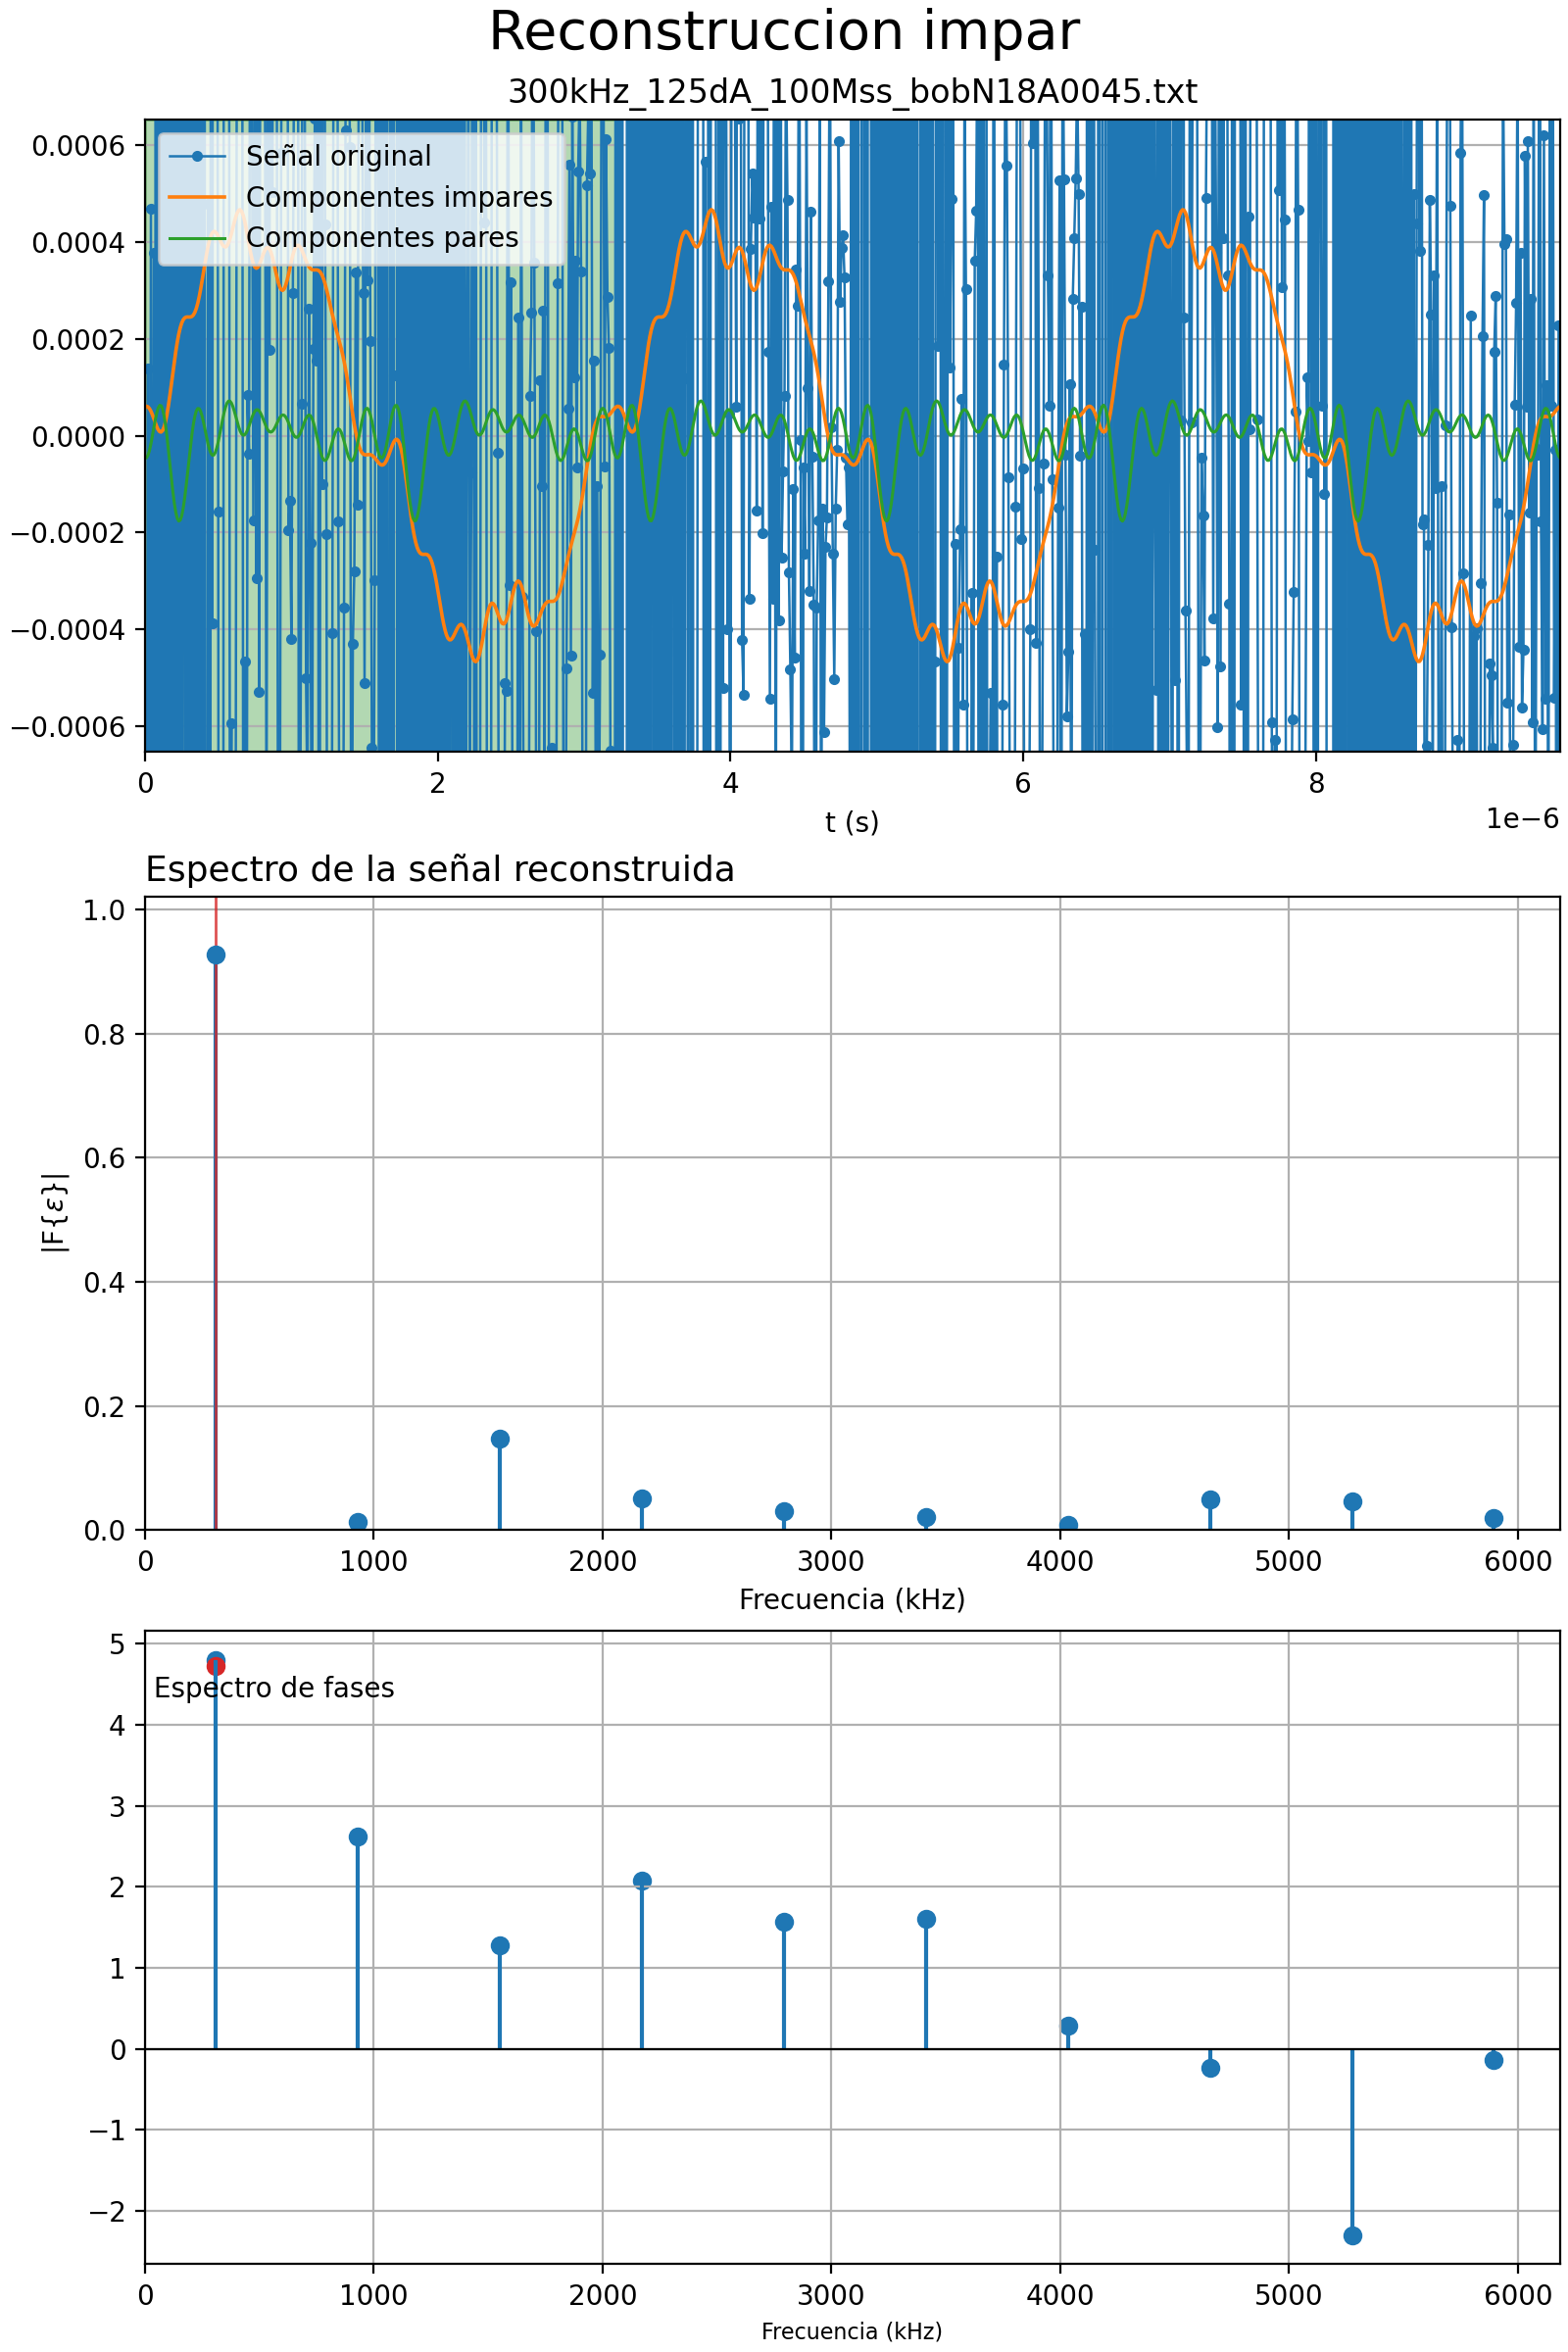 Reconstruccion impar
300kHz_125dA_100Mss_bobN18A0045.txt
Señal original
Componentes impares
Componentes pares
0.0006
0.0004
0.0002
0.0000
−0.0002
−0.0004
−0.0006
0 2 4 6 8
t (s)
1e−6
Espectro de la señal reconstruida
1.0
0.8
0.6
0.4
0.2
0.0
|F{ε}|
0 1000 2000 3000 4000 5000 6000
Frecuencia (kHz)
Espectro de fases
5
4
3
2
1
0
−1
−2
0 1000 2000 3000 4000 5000 6000
Frecuencia (kHz)